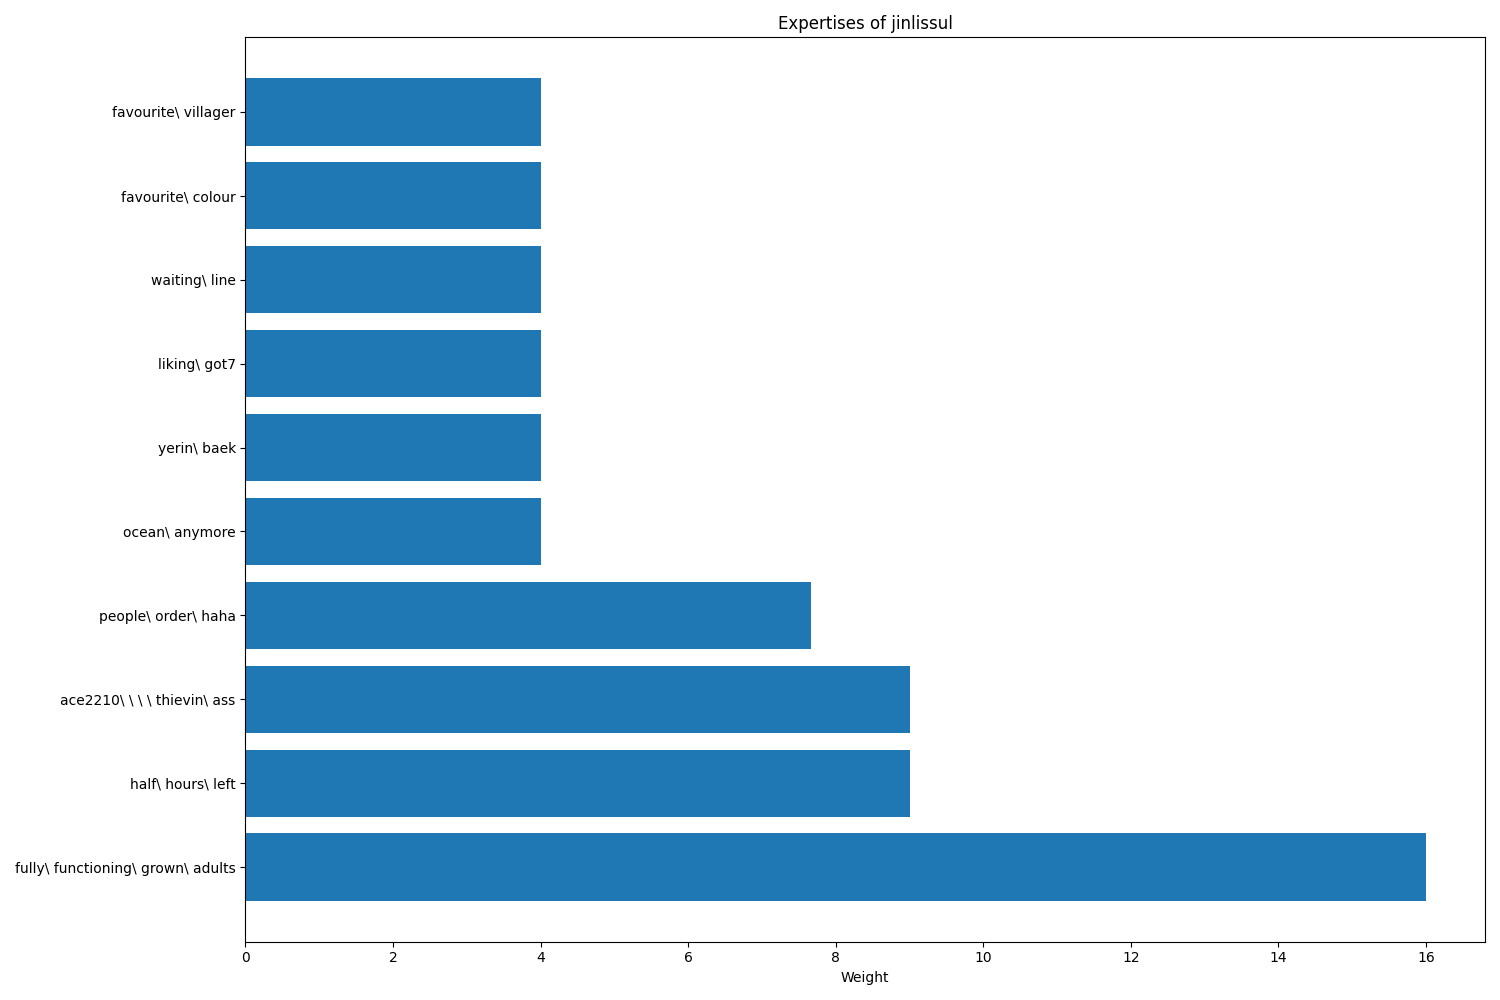 Expertises of jinlissul
favourite\ villager
favourite\ colour
waiting\ line
liking\ got7
yerin\ baek
ocean\ anymore
people\ order\ haha
ace2210\ \ \ \ thievin\ ass
half\ hours\ left
fully\ functioning\ grown\ adults
0 2 4 6 8 10 12 14 16
Weight